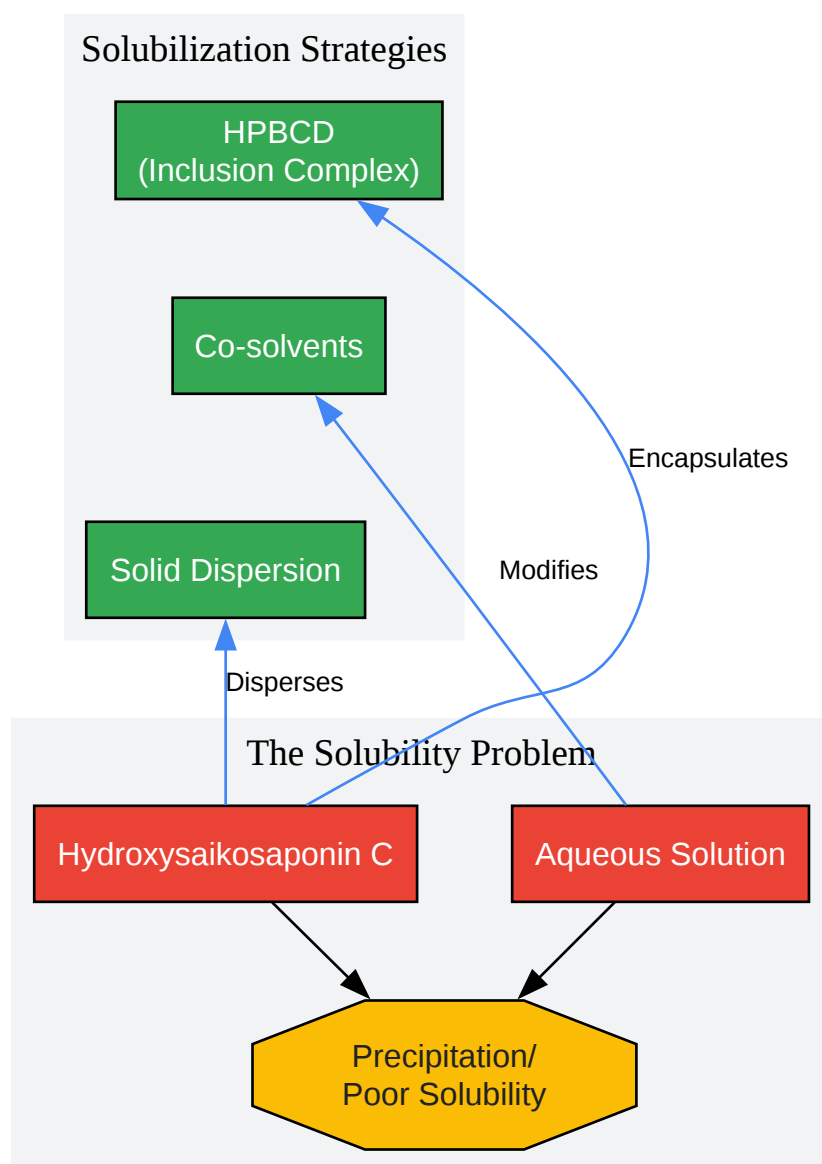 Solubilization Strategies
HPBCD
(Inclusion Complex)
Co-solvents
Encapsulates
Solid Dispersion
Modifies
Disperses
The Solubility Problem
Hydroxysaikosaponin C
Aqueous Solution
Precipitation/
Poor Solubility